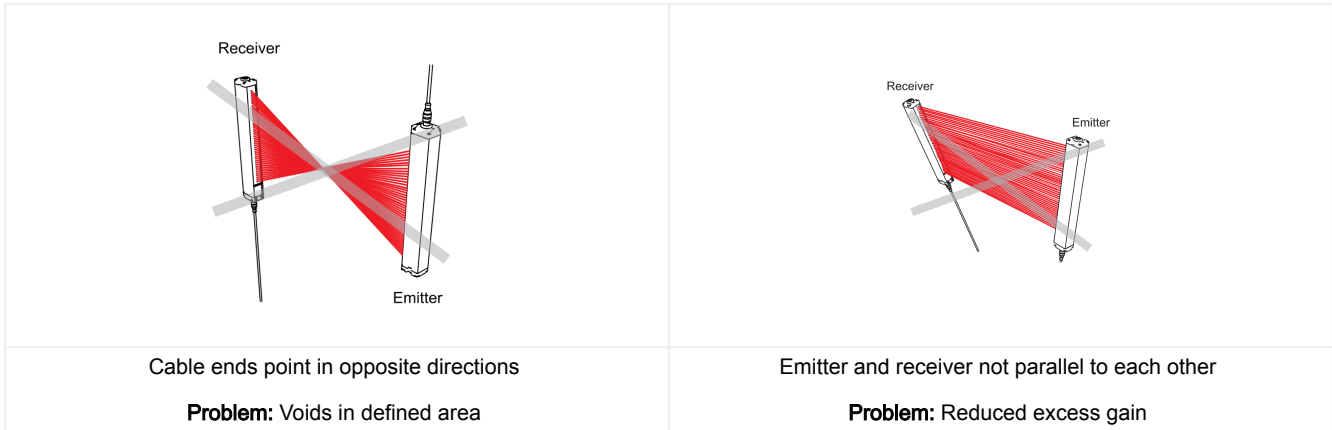 Receiver
Emitter
Receiver
Emitter
Cable ends point in opposite directions
Problem: Voids in defined area
Emitter and receiver not parallel to each other
Problem: Reduced excess gain